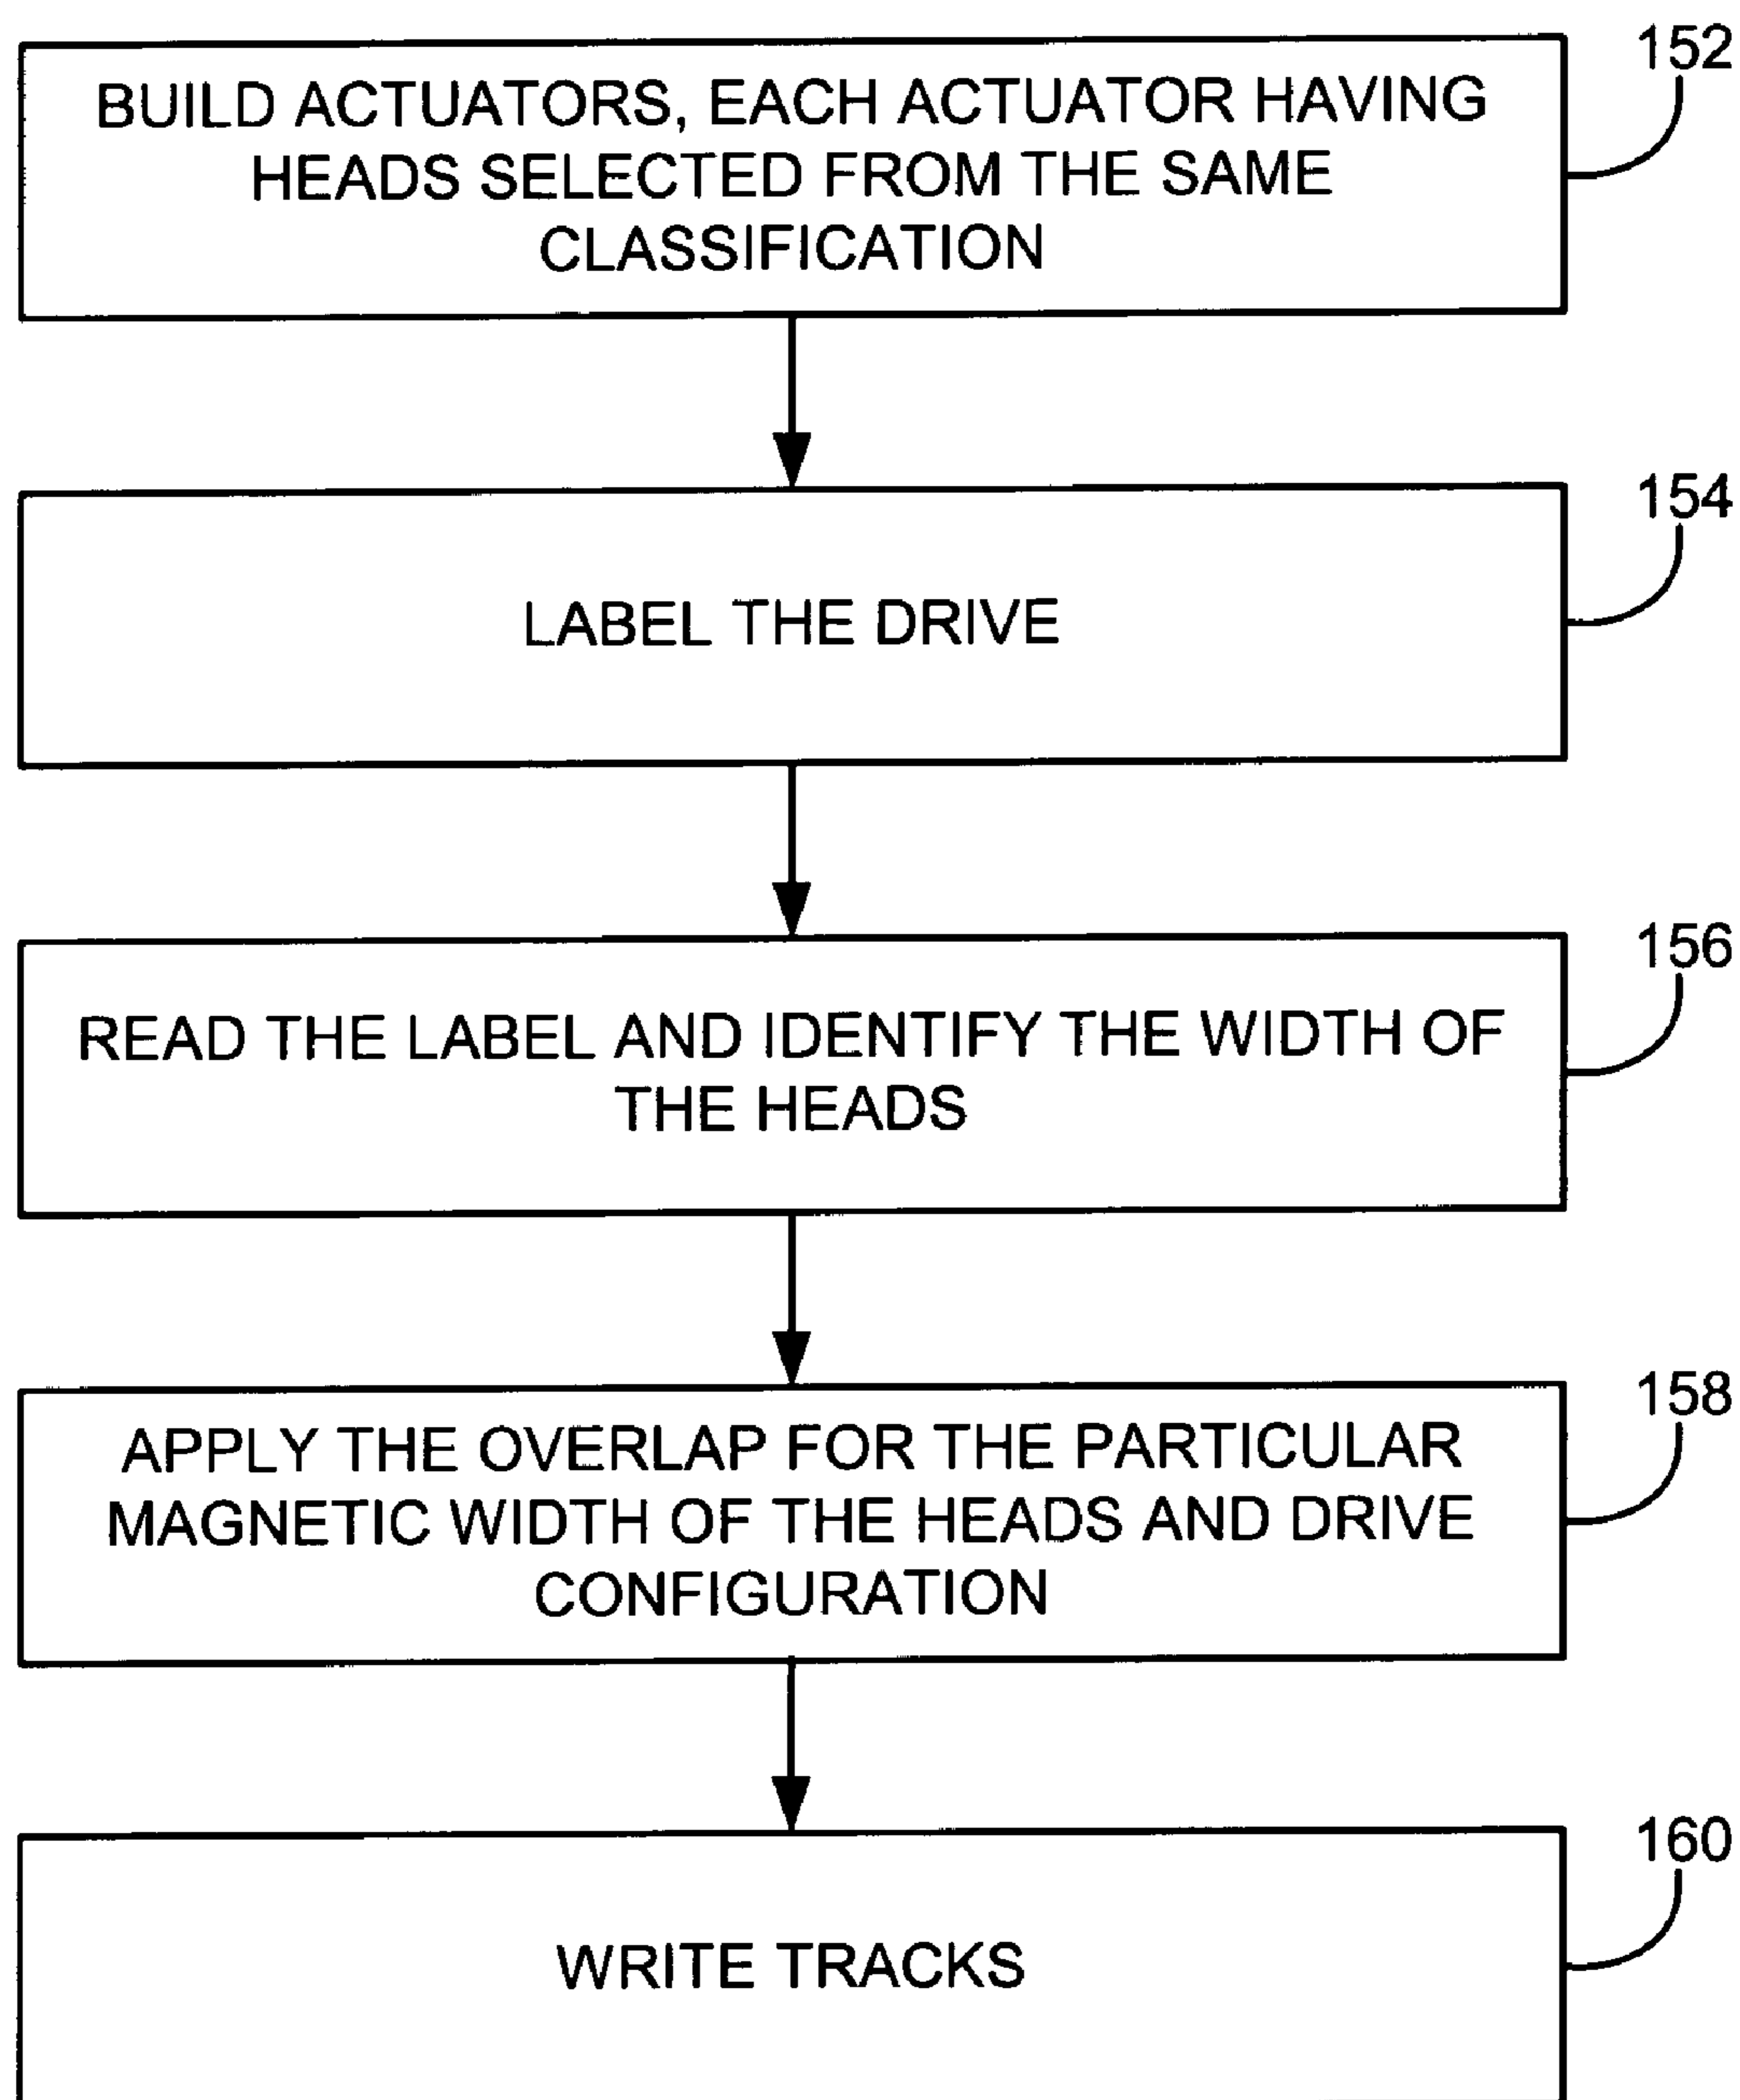 152
BUILD ACTUATORS, EACH ACTUATOR HAVING
HEADS SELECTED FROM THE SAME
CLASSIFICATION
154
LABEL THE DRIVE
156
READ THE LABEL AND IDENTIFY THE WIDTH OF
THE HEADS
158
APPLY THE OVERLAP FOR THE PARTICULAR
MAGNETIC WIDTH OF THE HEADS AND DRIVE
CONFIGURATION
160
WRITE TRACKS